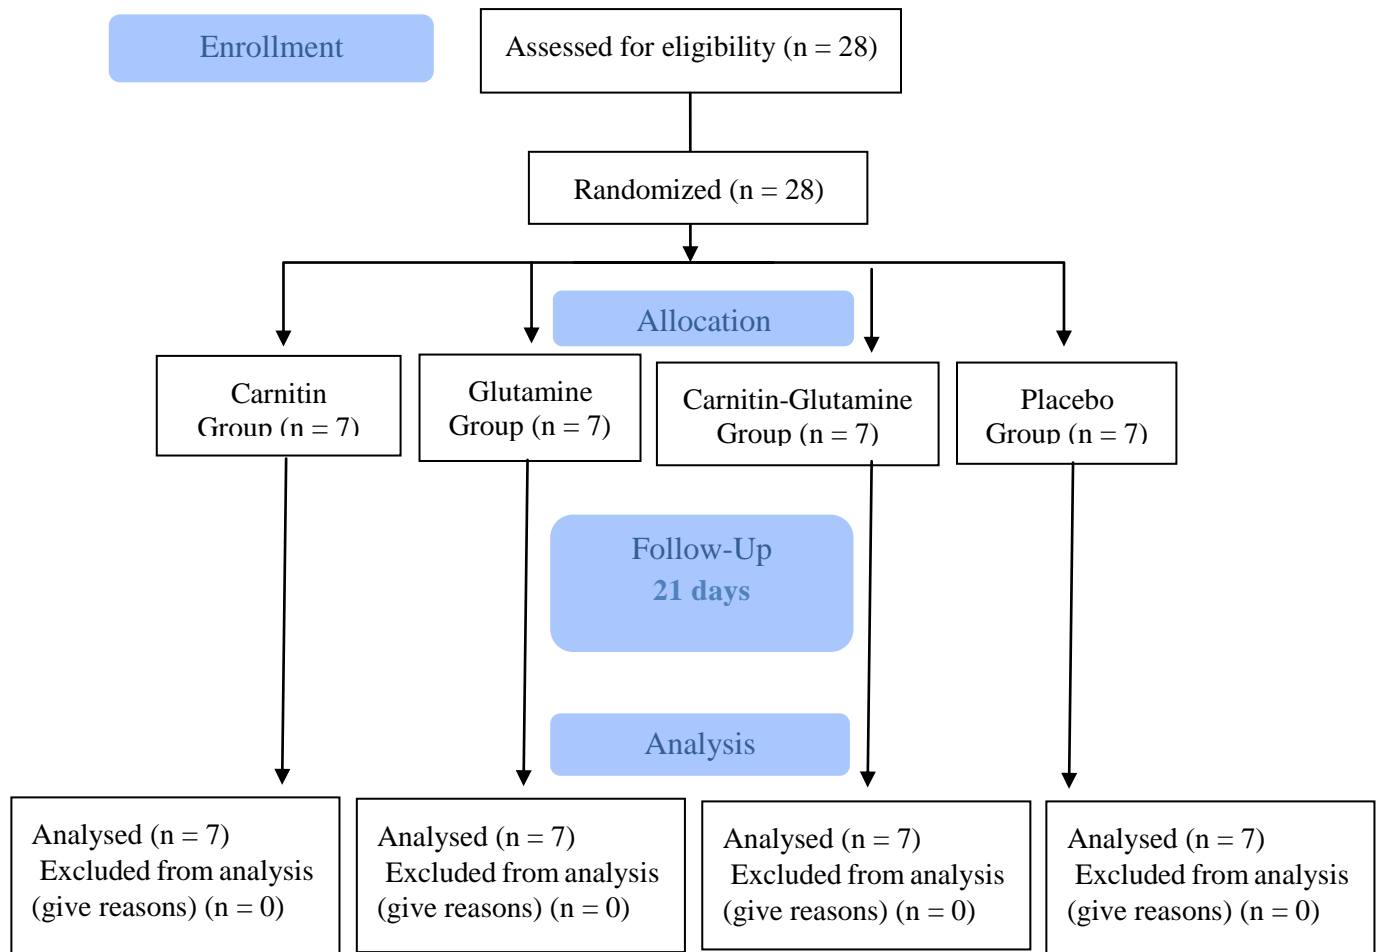 Enrollment
Assessed for eligibility (n = 28)
Randomized (n = 28)
Allocation
Carnitin
Group (n = 7)
Glutamine
Group (n = 7)
Carnitin-Glutamine
Group (n = 7)
Placebo
Group (n = 7)
Follow-Up
21 days
Analysis
Analysed (n = 7)
Excluded from analysis
(give reasons) (n = 0)
Analysed (n = 7)
Excluded from analysis
(give reasons) (n = 0)
Analysed (n = 7)
Excluded from analysis
(give reasons) (n = 0)
Analysed (n = 7)
Excluded from analysis
(give reasons) (n = 0)